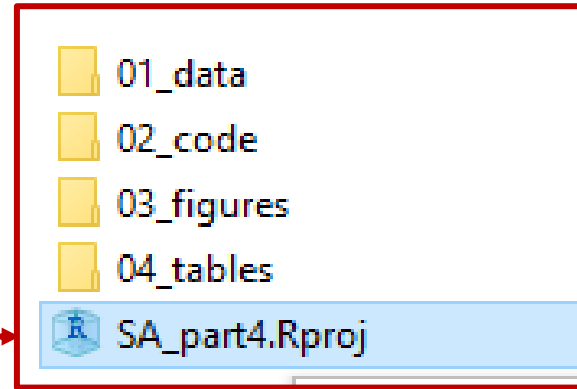 01_data
02_code
03_figures
04_tables
R SA_part4.Rproj